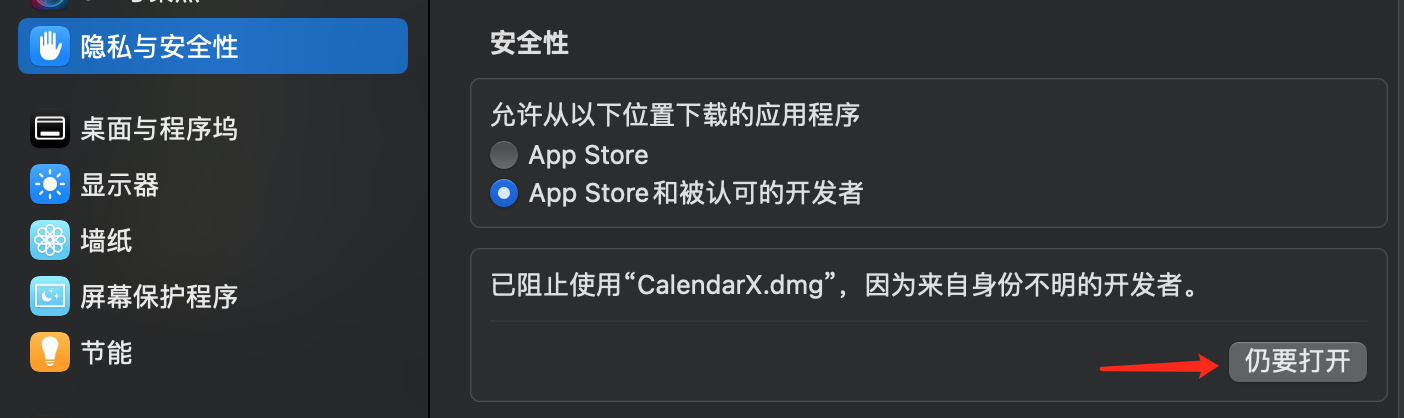 隐私与安全性
桌面与程序坞
显示器
墙纸
屏幕保护程序
节能
安全性
允许从以下位置下载的应用程序
App Store
App Store和被认可的开发者
已阻止使用“CalendarX.dmg”，因为来自身份不明的开发者。
仍要打开